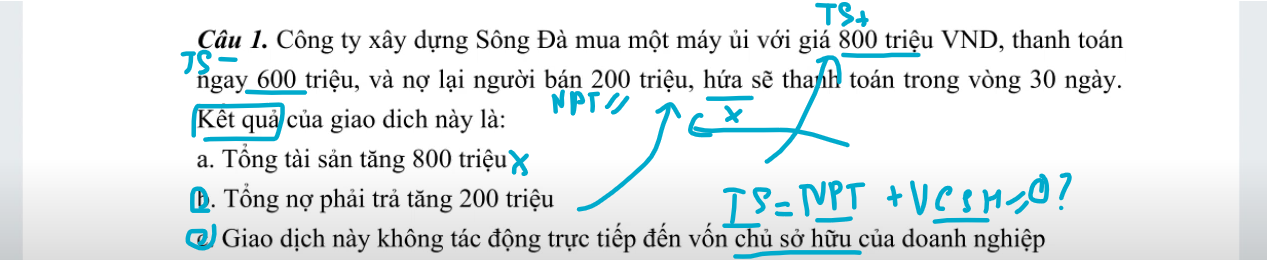 TS+
Câu 1. Công ty xây dựng Sông Đà mua một máy ủi với giá 800 triệu VND, thanh toán
TS-
ngay 600 triệu, và nợ lại người bán 200 triệu, hứa sẽ thanh toán trong vòng 30 ngày.
NPT
x
Kết quả của giao dich này là:
a. Tổng tài sản tăng 800 triệu x
b. Tổng nợ phải trả tăng 200 triệu
TS = NPT + VCSH = 0?
c. Giao dịch này không tác động trực tiếp đến vốn chủ sở hữu của doanh nghiệp